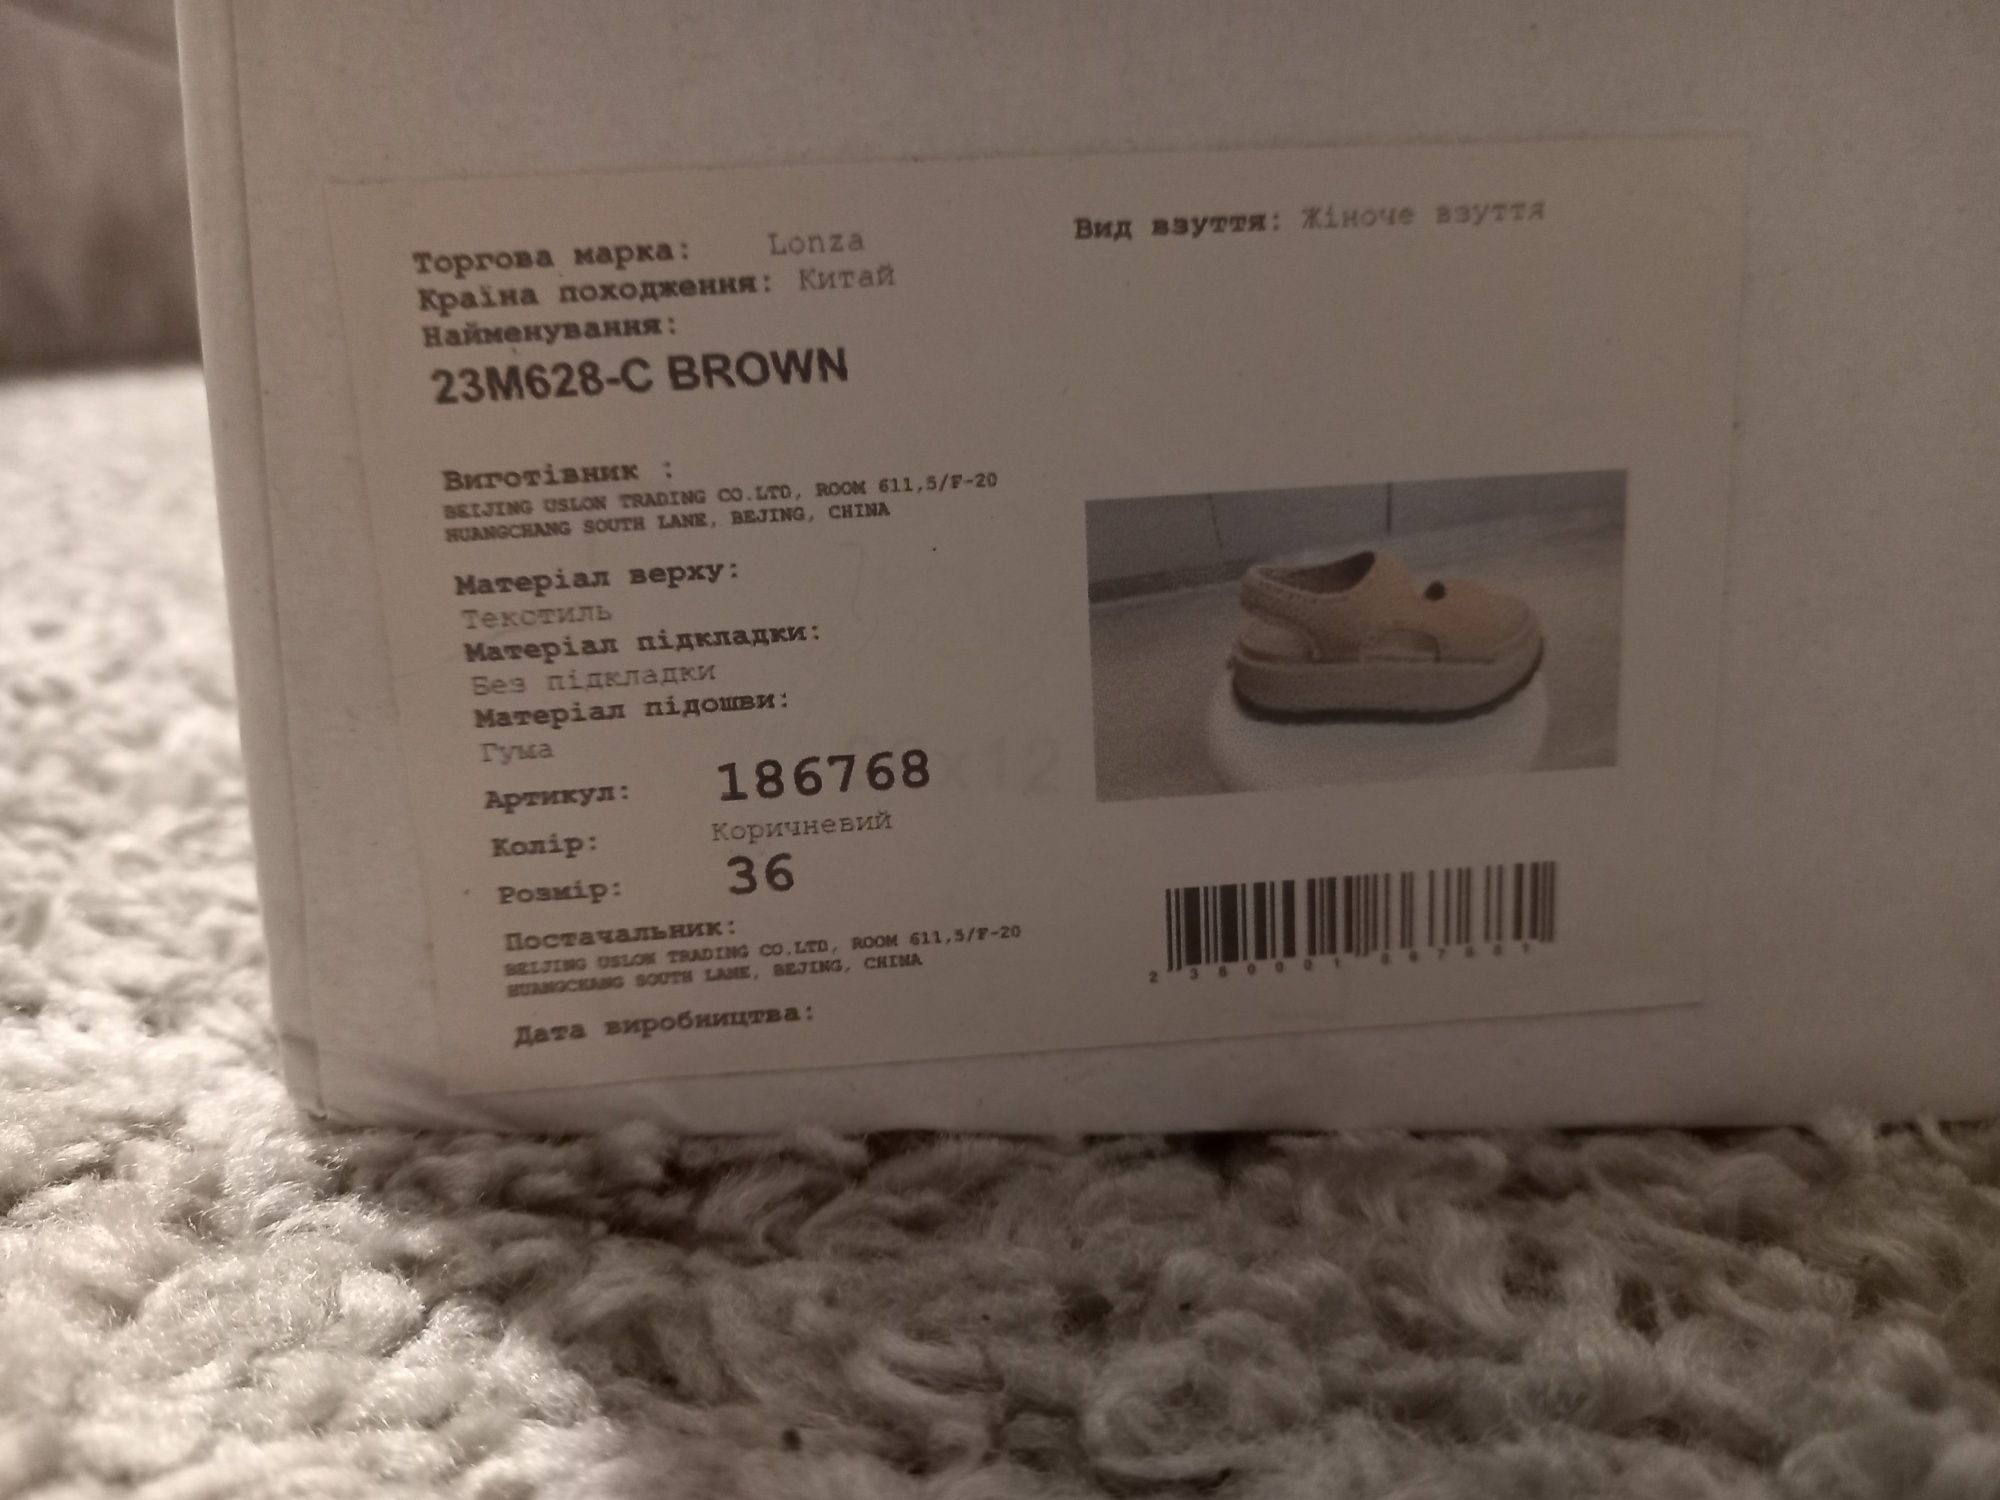 Торгова марка: Lonza
Країна походження: Китай
Найменування:
23M628-C BROWN
Вид взуття: Жіноче взуття
Виготівник :
BEIJING USLON TRADING CO.LTD, ROOM 611,5/F-20
HUANGCHANG SOUTH LANE, BEJING, CHINA
Матеріал верху:
Текстиль
Матеріал підкладки:
Без підкладки
Матеріал підошви:
Гума
Артикул: 186768
Колір: Коричневий
Розмір: 36
Постачальник:
BEIJING USLON TRADING CO.LTD, ROOM 611,5/F-20
HUANGCHANG SOUTH LANE, BEJING, CHINA
Дата виробництва: